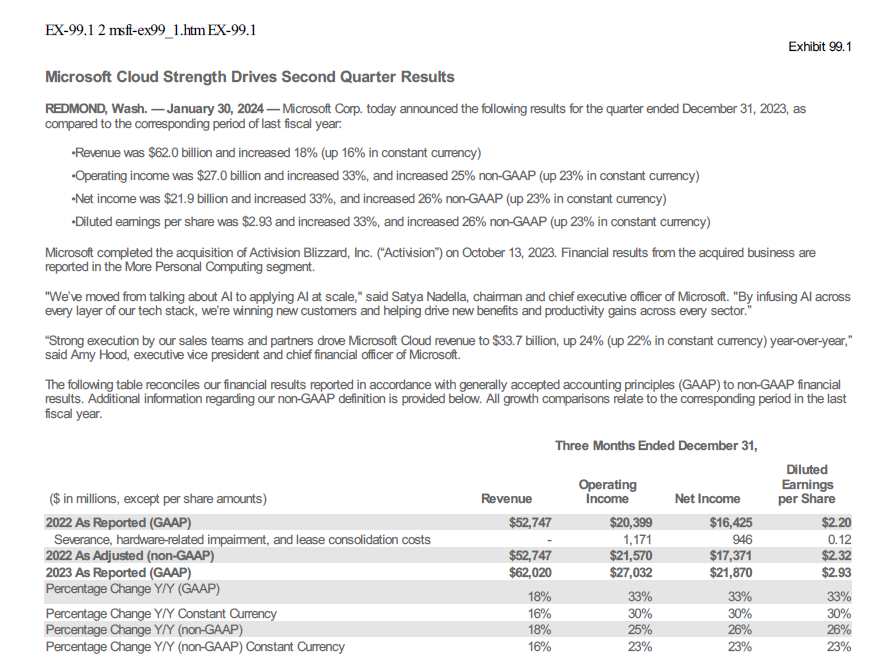 EX-99.1 2 msft-ex99_1.htm EX-99.1
Exhibit 99.1
Microsoft Cloud Strength Drives Second Quarter Results
REDMOND, Wash. — January 30, 2024 — Microsoft Corp. today announced the following results for the quarter ended December 31, 2023, as
compared to the corresponding period of last fiscal year:
•Revenue was $62.0 billion and increased 18% (up 16% in constant currency)
•Operating income was $27.0 billion and increased 33%, and increased 25% non-GAAP (up 23% in constant currency)
•Net income was $21.9 billion and increased 33%, and increased 26% non-GAAP (up 23% in constant currency)
•Diluted earnings per share was $2.93 and increased 33%, and increased 26% non-GAAP (up 23% in constant currency)
Microsoft completed the acquisition of Activision Blizzard, Inc. (“Activision”) on October 13, 2023. Financial results from the acquired business are
reported in the More Personal Computing segment.
"We've moved from talking about AI to applying AI at scale," said Satya Nadella, chairman and chief executive officer of Microsoft. "By infusing AI across
every layer of our tech stack, we're winning new customers and helping drive new benefits and productivity gains across every sector.”
“Strong execution by our sales teams and partners drove Microsoft Cloud revenue to $33.7 billion, up 24% (up 22% in constant currency) year-over-year,”
said Amy Hood, executive vice president and chief financial officer of Microsoft.
The following table reconciles our financial results reported in accordance with generally accepted accounting principles (GAAP) to non-GAAP financial
results. Additional information regarding our non-GAAP definition is provided below. All growth comparisons relate to the corresponding period in the last
fiscal year.
Three Months Ended December 31,
($ in millions, except per share amounts) Revenue Operating Income Net Income Diluted Earnings per Share
2022 As Reported (GAAP) $52,747 $20,399 $16,425 $2.20
Severance, hardware-related impairment, and lease consolidation costs - 1,171 946 0.12
2022 As Adjusted (non-GAAP) $52,747 $21,570 $17,371 $2.32
2023 As Reported (GAAP) $62,020 $27,032 $21,870 $2.93
Percentage Change Y/Y (GAAP) 18% 33% 33% 33%
Percentage Change Y/Y Constant Currency 16% 30% 30% 30%
Percentage Change Y/Y (non-GAAP) 18% 25% 26% 26%
Percentage Change Y/Y (non-GAAP) Constant Currency 16% 23% 23% 23%